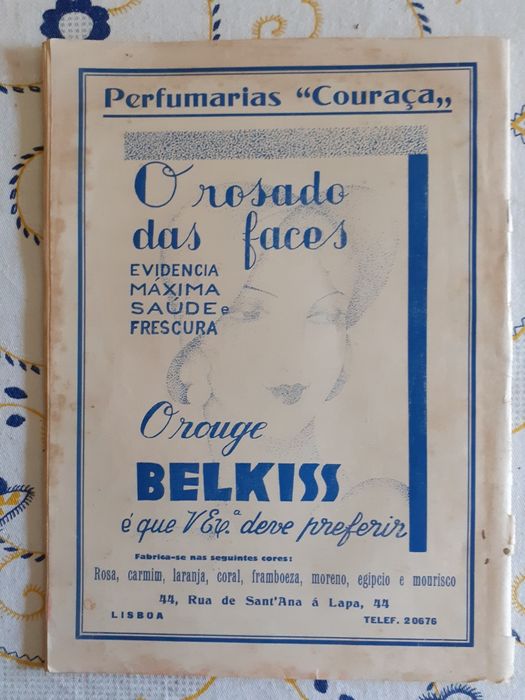 Perfumarias "Couraça„
O rosado
das faces
EVIDENCIA
MÁXIMA
SAÚDE e
FRESCURA
O rouge
BELKISS
é que V Ex.ª deve preferir
Fabrica-se nas seguintes cores:
Rosa, carmim, laranja, coral, framboeza, moreno, egipcio e mourisco
44, Rua de Sant'Ana á Lapa, 44
LISBOA TELEF. 20676